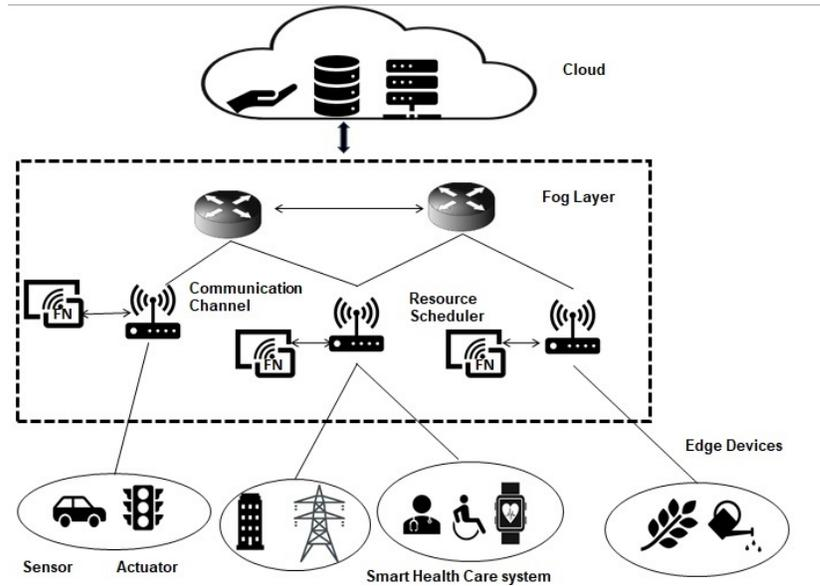 Cloud
Fog Layer
Communication
Channel
Resource
Scheduler
FN
FN
FN
Edge Devices
Sensor
Actuator
Smart Health Care system